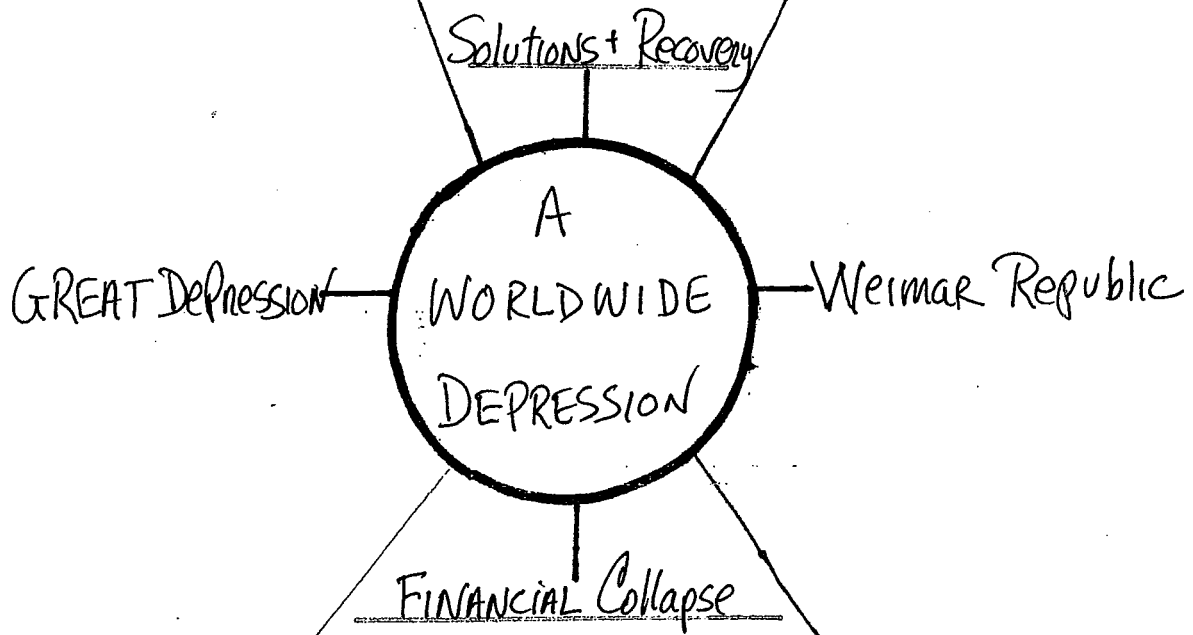 Solutions + Recovery
A
WORLDWIDE
DEPRESSION
GREAT Depression
Weimar Republic
FINANCIAL Collapse